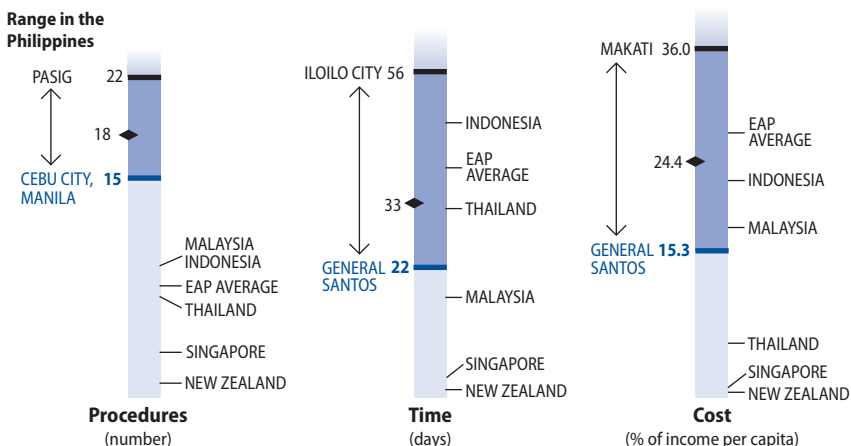 Range in the
Philippines
PASIG 22
18
CEBU CITY, 15
MANILA
MALAYSIA
INDONESIA
EAP AVERAGE
THAILAND
SINGAPORE
NEW ZEALAND
Procedures
(number)
ILOILO CITY 56
INDONESIA
EAP
AVERAGE
33
THAILAND
GENERAL 22
SANTOS
MALAYSIA
SINGAPORE
NEW ZEALAND
Time
(days)
MAKATI 36.0
EAP
AVERAGE
24.4
INDONESIA
MALAYSIA
GENERAL 15.3
SANTOS
THAILAND
SINGAPORE
NEW ZEALAND
Cost
(% of income per capita)